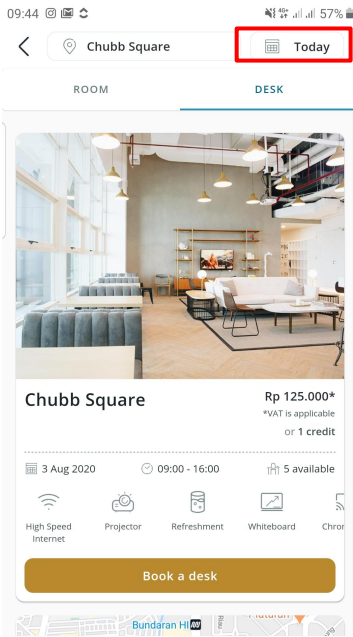 09:44 4G+ 57%
Chubb Square
Today
ROOM DESK
Chubb Square
Rp 125.000*
*VAT is applicable
or 1 credit
3 Aug 2020 09:00 - 16:00 5 available
High Speed
Internet
Projector
Refreshment
Whiteboard
Chror
Book a desk
Bundaran HI